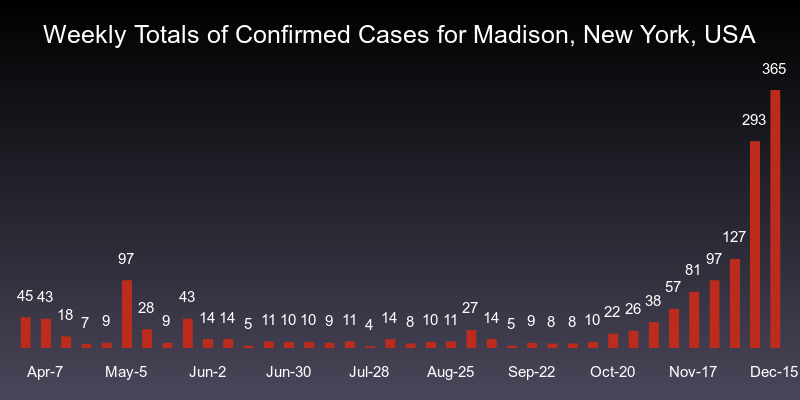 Weekly Totals of Confirmed Cases for Madison, New York, USA
45 43 18 7 9 97 28 9 43 14 14 5 11 10 10 9 11 4 14 8 10 11 27 14 5 9 8 8 10 22 26 38 57 81 97 127 293 365
Apr-7 May-5 Jun-2 Jun-30 Jul-28 Aug-25 Sep-22 Oct-20 Nov-17 Dec-15